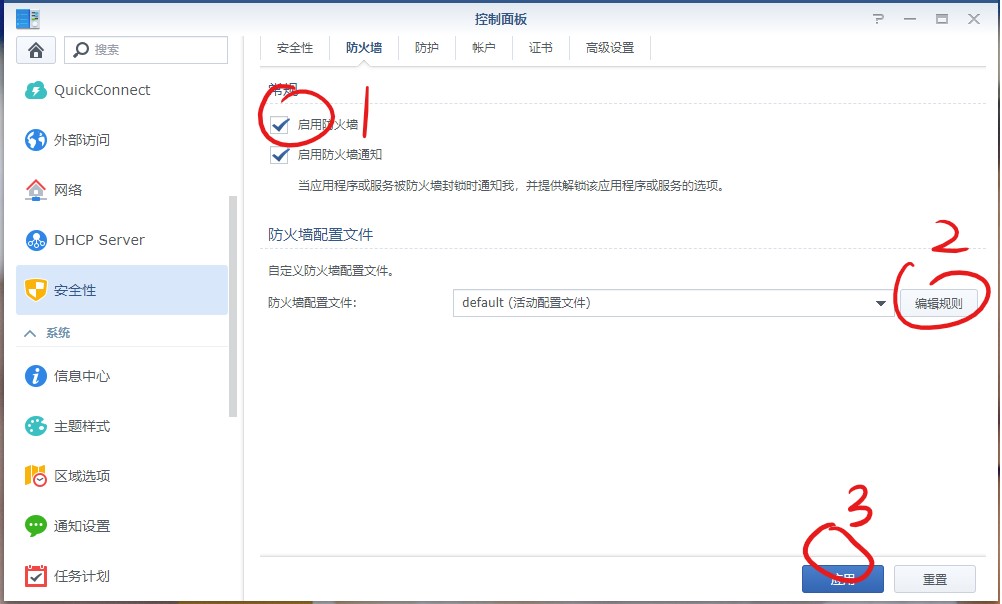 控制面板
搜索
QuickConnect
外部访问
网络
DHCP Server
安全性
系统
信息中心
主题样式
区域选项
通知设置
任务计划
安全性 防火墙 防护 帐户 证书 高级设置
常规
启用防火墙 1
启用防火墙通知
当应用程序或服务被防火墙封锁时通知我，并提供解锁该应用程序或服务的选项。
防火墙配置文件
2
自定义防火墙配置文件。
防火墙配置文件: default (活动配置文件) 编辑规则
3
应用 重置